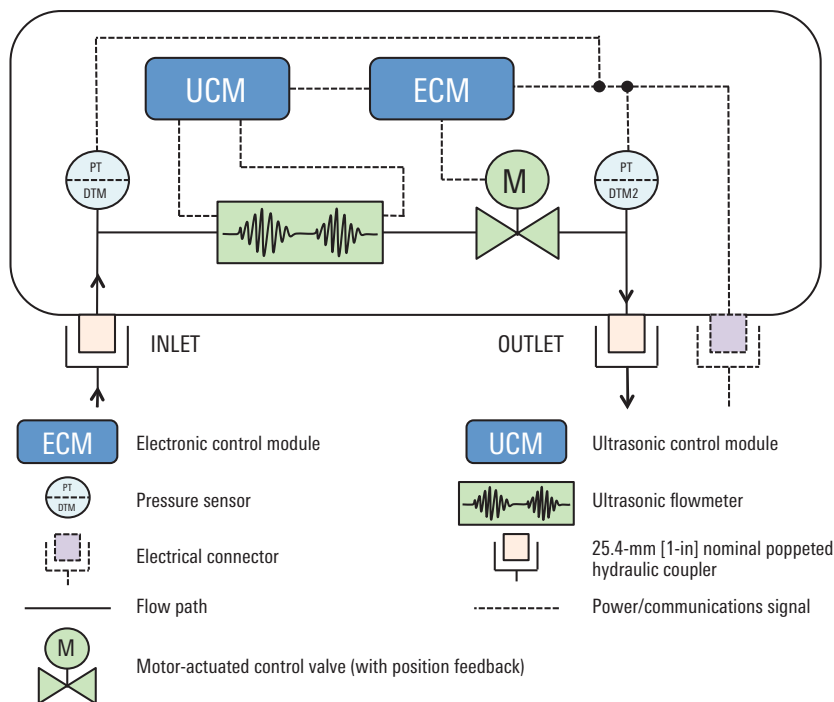 UCM
ECM
PT
DTM
M
PT
DTM2
INLET
OUTLET
ECM
Electronic control module
UCM
Ultrasonic control module
PT
DTM
Pressure sensor
Ultrasonic flowmeter
Electrical connector
25.4-mm [1-in] nominal poppeted
hydraulic coupler
Flow path
Power/communications signal
M
Motor-actuated control valve (with position feedback)